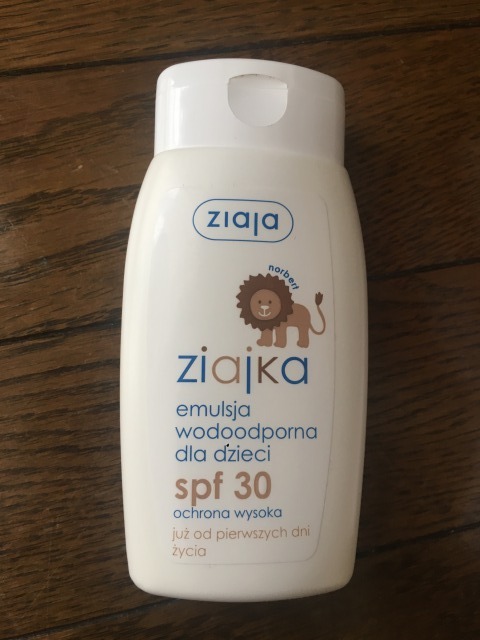 ziaja
norbert
ziajka
emulsja
wodoodporna
dla dzieci
spf 30
ochrona wysoka
już od pierwszych dni
życia